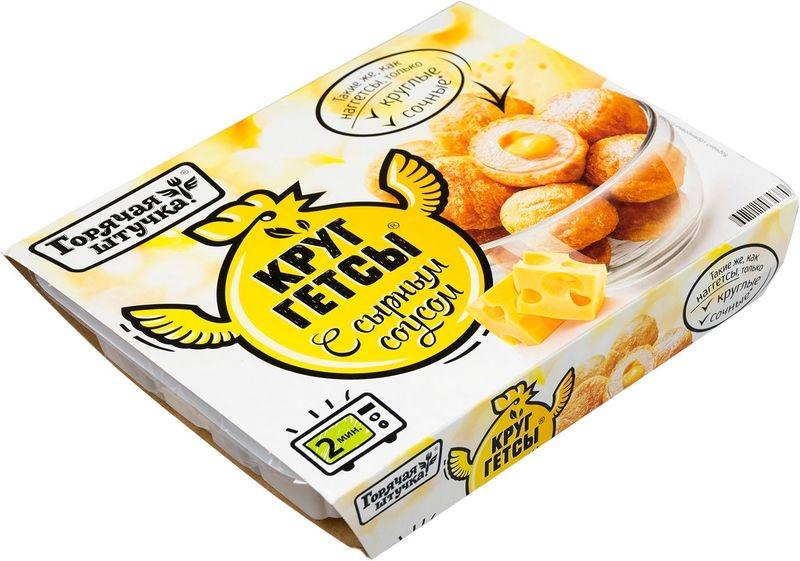 Такие же, как
наггетсы, только
круглые
сочные
ГОРЯЧАЯ
ШТУЧКА!®
КРУГ
ГЕТСЫ®
с сырным
соусом
2 мин.
Такие же, как
наггетсы, только
круглые
сочные
КРУГ
ГЕТСЫ®
ГОРЯЧАЯ
ШТУЧКА!